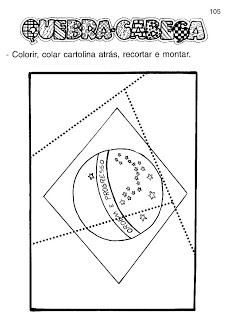 105
QUEBRA-CABEÇA
- Colorir, colar cartolina atrás, recortar e montar.
ORDEM E PROGRESSO